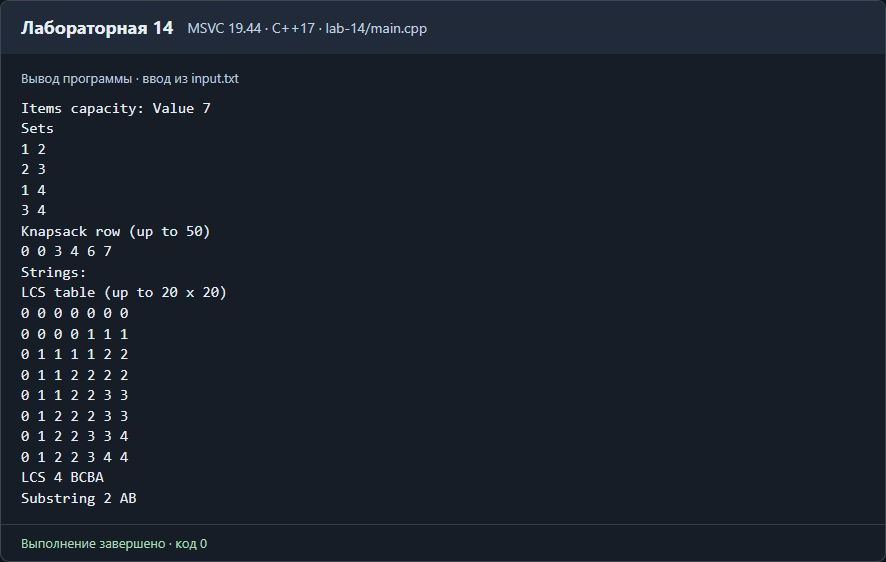 Лабораторная 14 MSVC 19.44 · C++17 · lab-14/main.cpp
Вывод программы · ввод из input.txt
Items capacity: Value 7
Sets
1 2
2 3
1 4
3 4
Knapsack row (up to 50)
0 0 3 4 6 7
Strings:
LCS table (up to 20 x 20)
0 0 0 0 0 0 0
0 0 0 0 1 1 1
0 1 1 1 1 2 2
0 1 1 2 2 2 2
0 1 1 2 2 3 3
0 1 2 2 2 3 3
0 1 2 2 3 3 4
0 1 2 2 3 4 4
LCS 4 BCBA
Substring 2 AB
Выполнение завершено · код 0